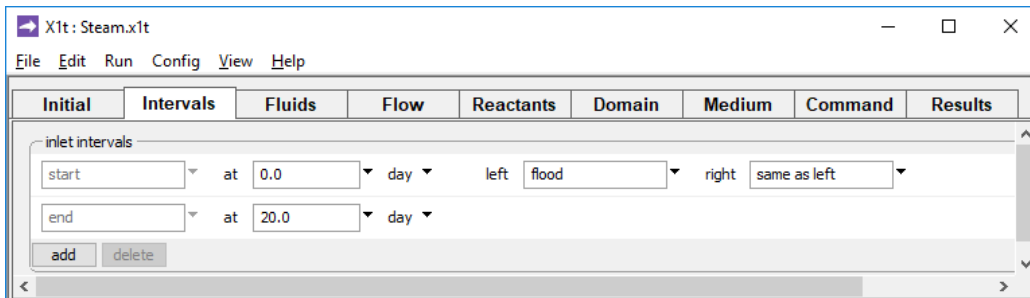 X1t : Steam.x1t
File Edit Run Config View Help
Initial Intervals Fluids Flow Reactants Domain Medium Command Results
inlet intervals
start at 0.0 day left flood right same as left
end at 20.0 day
add delete